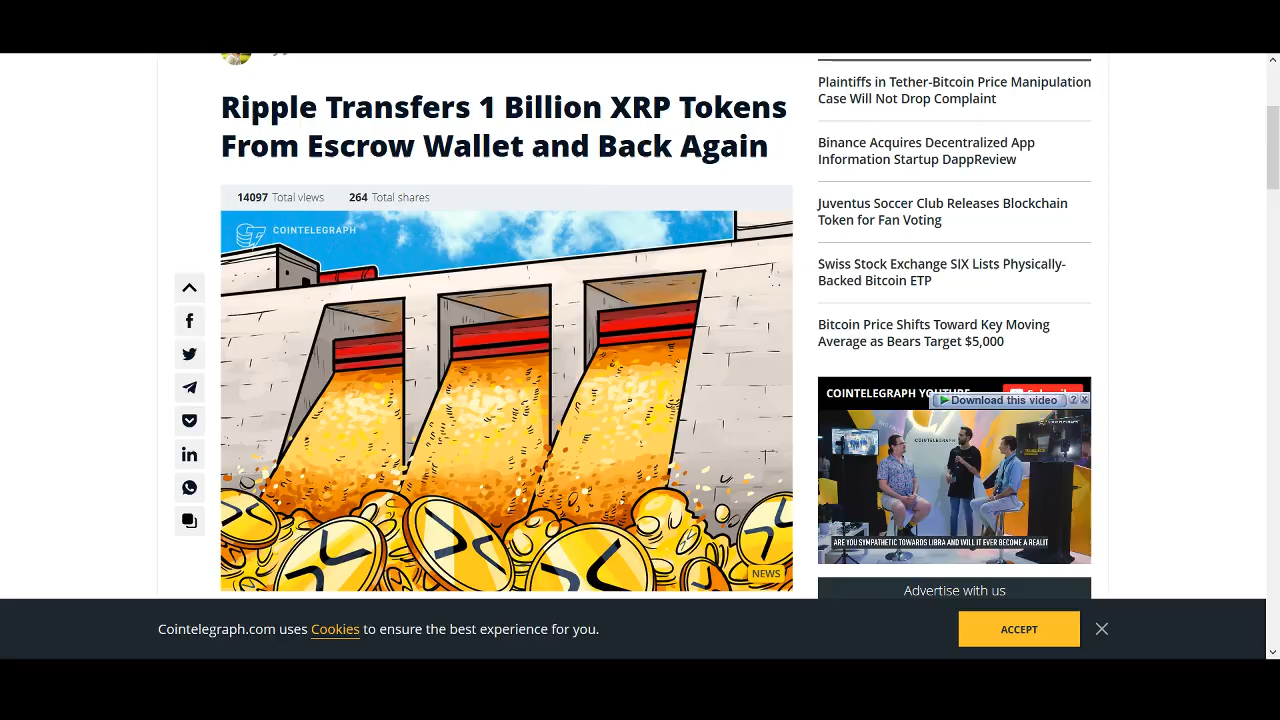 Ripple Transfers 1 Billion XRP Tokens
From Escrow Wallet and Back Again
14097 Total views 264 Total shares
COINTELEGRAPH
NEWS
Plaintiffs in Tether-Bitcoin Price Manipulation
Case Will Not Drop Complaint
Binance Acquires Decentralized App
Information Startup DappReview
Juventus Soccer Club Releases Blockchain
Token for Fan Voting
Swiss Stock Exchange SIX Lists Physically-
Backed Bitcoin ETP
Bitcoin Price Shifts Toward Key Moving
Average as Bears Target $5,000
COINTELEGRAPH
Download this video ? X
COINTELEGRAPH
ARE YOU SYMPATHETIC TOWARDS LIBRA AND WILL IT EVER BECOME A REALIT
Advertise with us
Cointelegraph.com uses Cookies to ensure the best experience for you.
ACCEPT